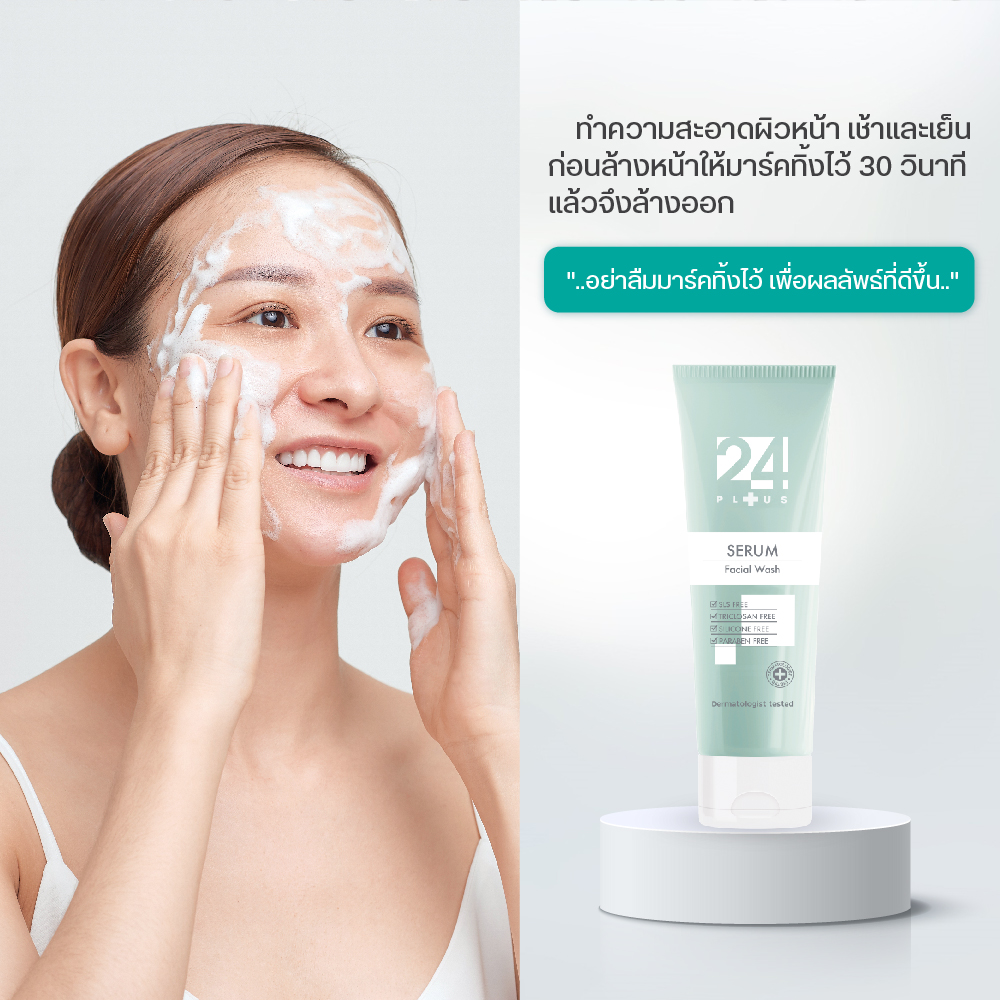 ทำความสะอาดผิวหน้า เช้าและเย็น
ก่อนล้างหน้าให้มาร์คทิ้งไว้ 30 วินาที
แล้วจึงล้างออก
"..อย่าลืมมาร์คทิ้งไว้ เพื่อผลลัพธ์ที่ดีขึ้น.."
24
PLUS
SERUM
Facial Wash
SLS FREE
TRICLOSAN FREE
SILICONE FREE
PARABEN FREE
Dermatologist tested